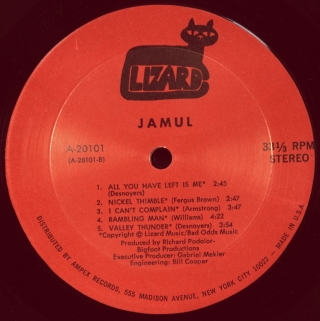 LIZARD
JAMUL
A-20101
(A-20101-B)
33⅓ RPM
STEREO
1. ALL YOU HAVE LEFT IS ME* 2:45
(Desnoyers)
2. NICKEL THIMBLE* (Fergus Brown) 3:47
3. I CAN'T COMPLAIN* (Armstrong) 3:47
4. RAMBLING MAN* (Williams) 4:22
5. VALLEY THUNDER* (Desnoyers) 3:54
*Copyright © Lizard Music/Bad Odds Music
Produced by Richard Podolor-
Bigfoot Productions
Executive Producer: Gabriel Mekler
Engineering: Bill Cooper
DISTRIBUTED BY AMPEX RECORDS, 555 MADISON AVENUE, NEW YORK CITY 10022 – MADE IN U.S.A.